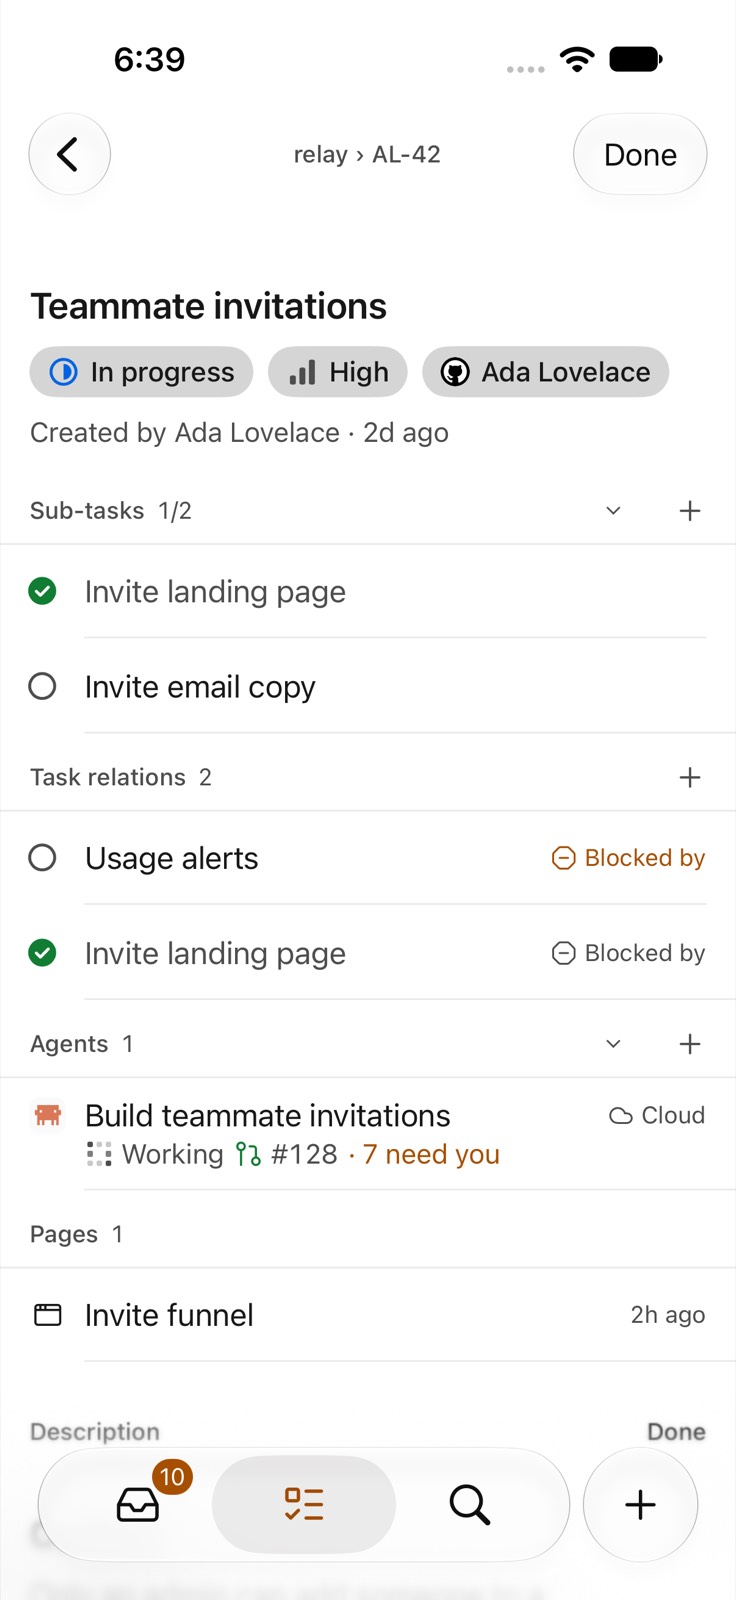 6:39
relay › AL-42
Done
Teammate invitations
In progress
High
Ada Lovelace
Created by Ada Lovelace · 2d ago
Sub-tasks 1/2
Invite landing page
Invite email copy
Task relations 2
Usage alerts
Blocked by
Invite landing page
Blocked by
Agents 1
Build teammate invitations
Cloud
Working #128 · 7 need you
Pages 1
Invite funnel
2h ago
Description
Done
10